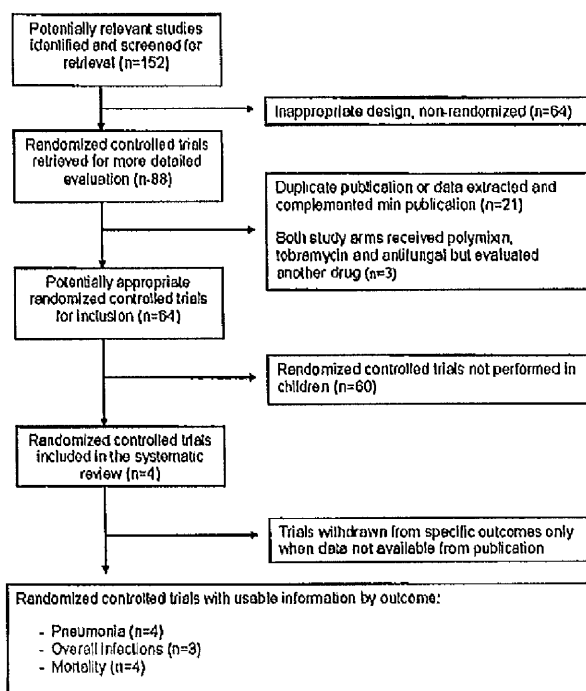 Potentially relevant studies
identified and screened for
retrieval (n=152)
Inappropriate design, non-randomized (n=64)
Randomized controlled trials
retrieved for more detailed
evaluation (n-88)
Duplicate publication or data extracted and
complemented min publication (n=21)
Both study arms received polymixin,
tobramycin and antifungal but evaluated
another drug (n=3)
Potentially appropriate
randomized controlled trials
for inclusion (n=64)
Randomized controlled trials not performed in
children (n=60)
Randomized controlled trials
included in the systematic
review (n=4)
Trials withdrawn from specific outcomes only
when data not available from publication
Randomized controlled trials with usable information by outcome:
- Pneumonia (n=4)
- Overall infections (n=3)
- Mortality (n=4)